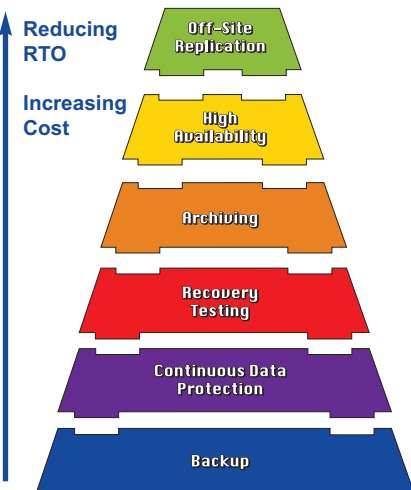 Reducing
RTO
Increasing
Cost
Off-Site
Replication
High
Availability
Archiving
Recovery
Testing
Continuous Data
Protection
Backup